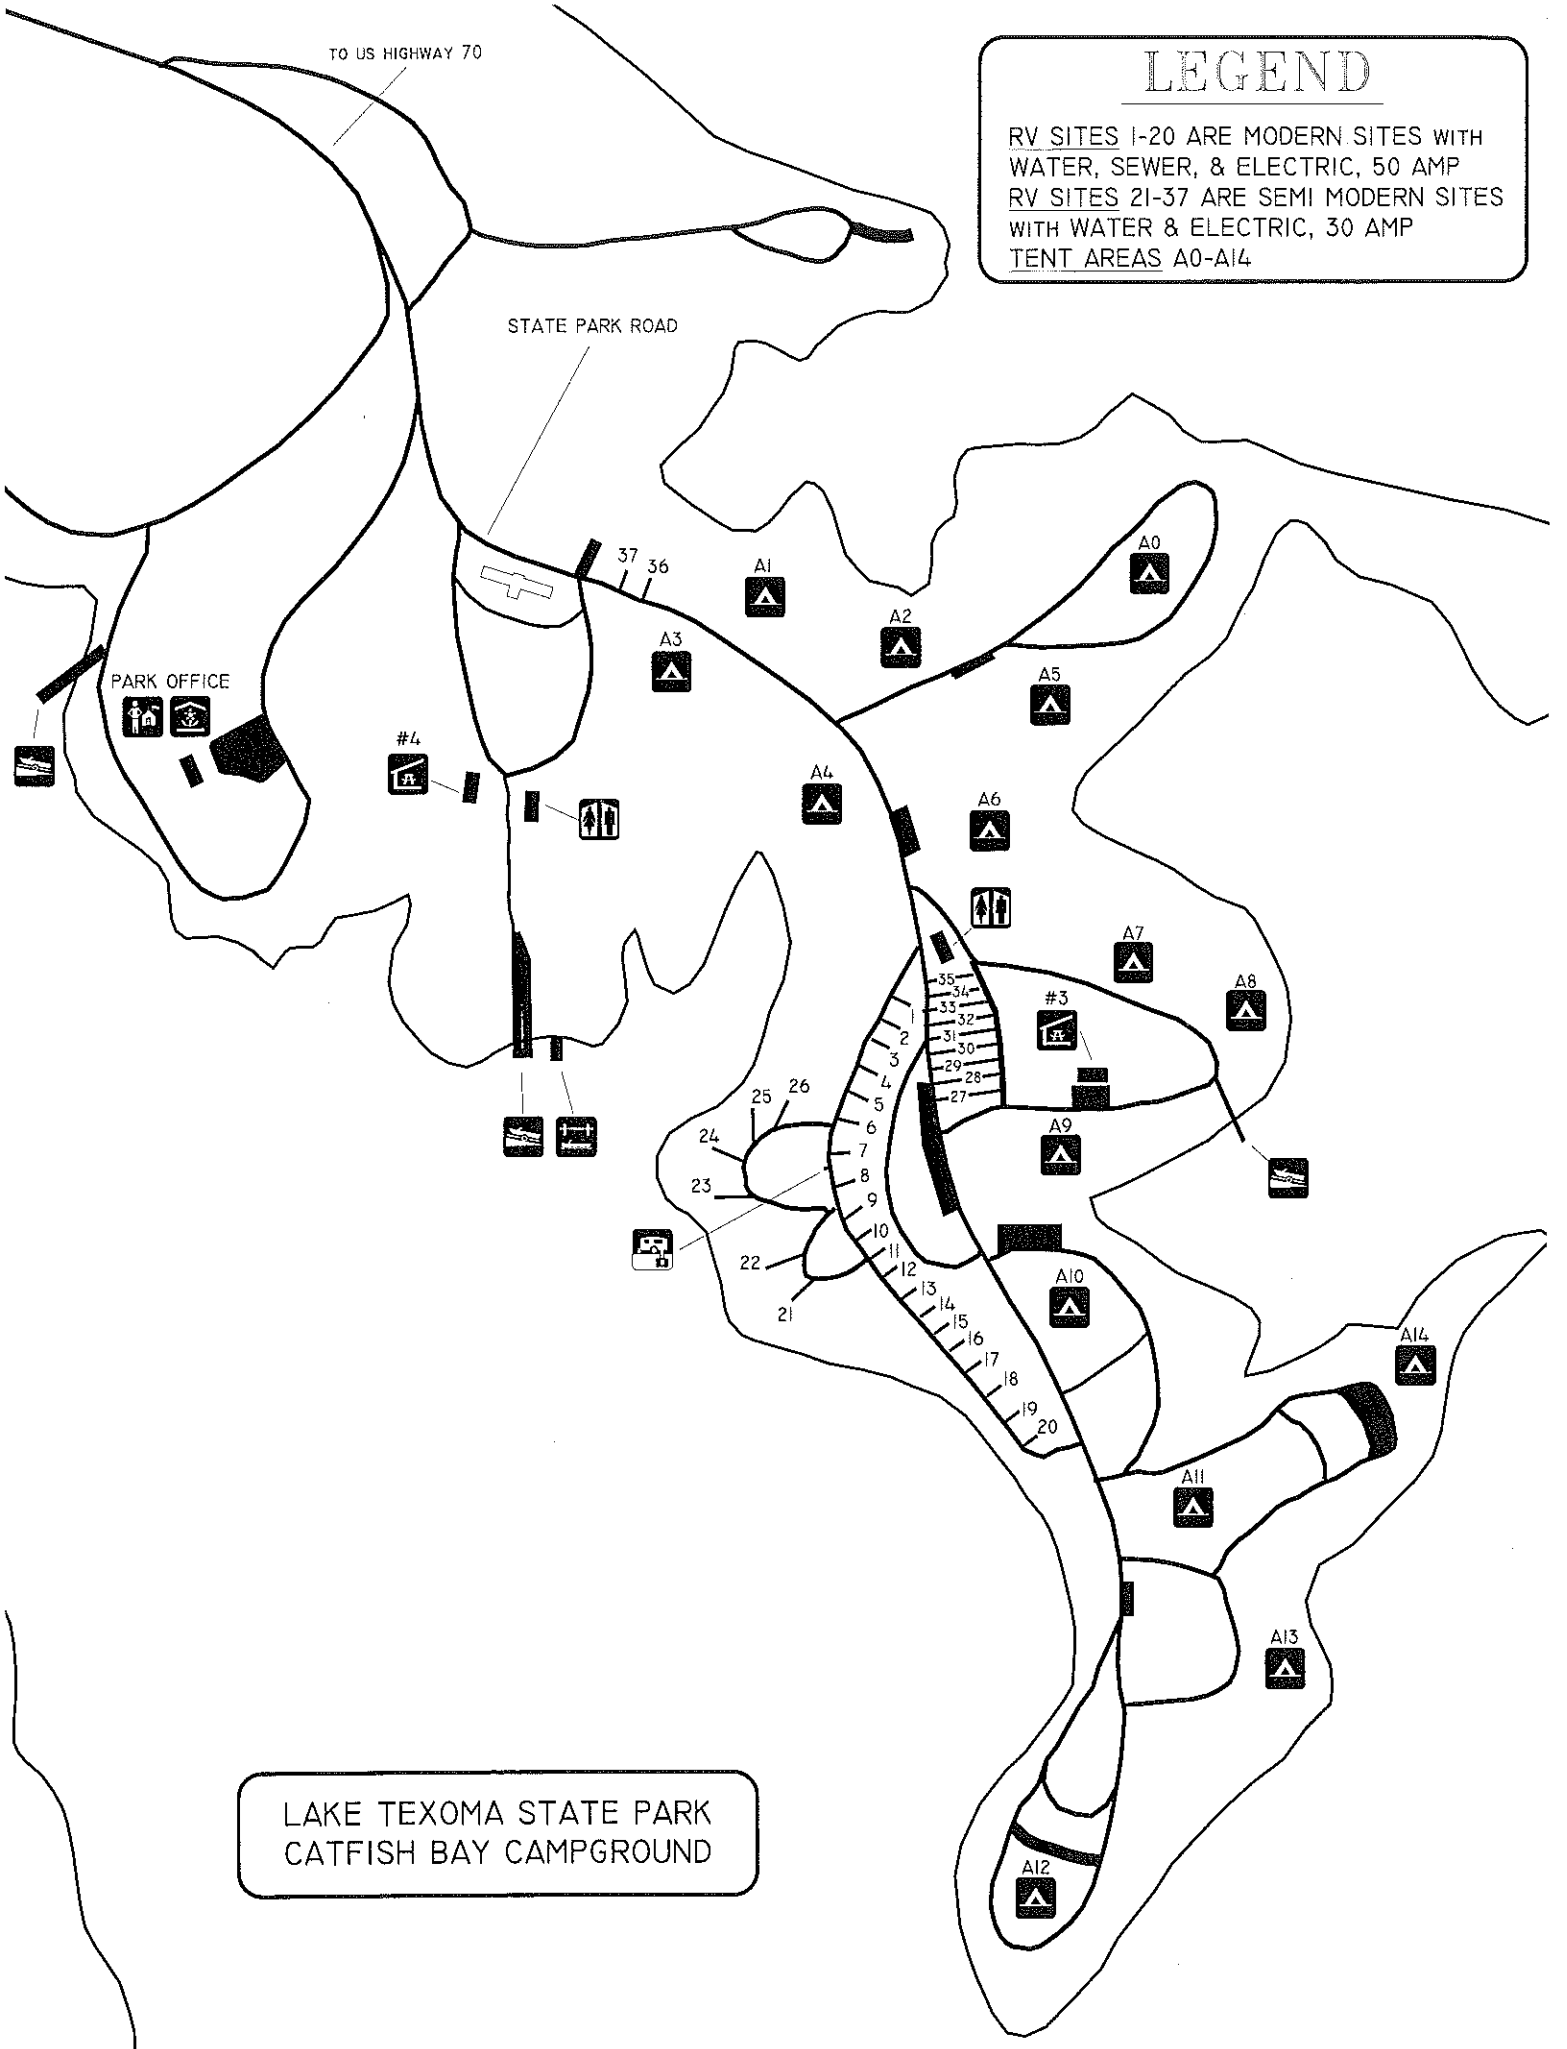 TO US HIGHWAY 70
LEGEND
RV SITES 1-20 ARE MODERN SITES WITH
WATER, SEWER, & ELECTRIC, 50 AMP
RV SITES 21-37 ARE SEMI MODERN SITES
WITH WATER & ELECTRIC, 30 AMP
TENT AREAS A0-A14
STATE PARK ROAD
37
36
A1
A0
A2
A3
A5
PARK OFFICE
#4
A4
A6
A7
A8
#3
35
34
33
32
31
30
29
28
27
1
2
3
4
5
6
7
8
9
10
11
12
13
14
15
16
17
18
19
20
26
25
24
23
22
21
A9
A10
A14
A11
A13
A12
LAKE TEXOMA STATE PARK
CATFISH BAY CAMPGROUND